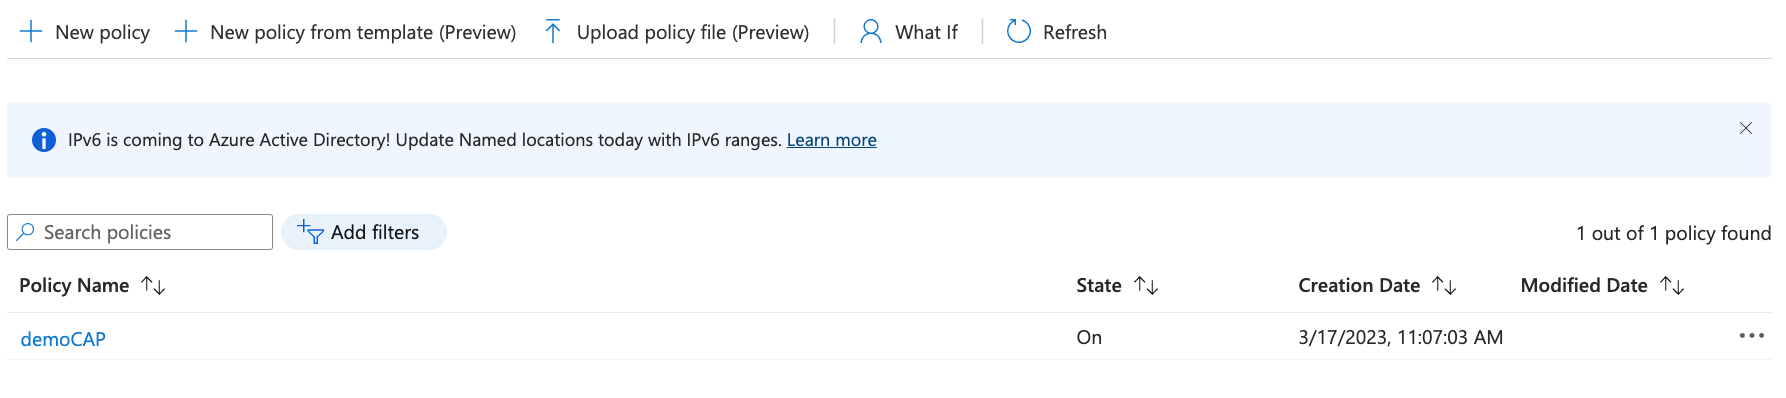 New policy New policy from template (Preview) Upload policy file (Preview) What If Refresh
IPv6 is coming to Azure Active Directory! Update Named locations today with IPv6 ranges. Learn more
Search policies Add filters 1 out of 1 policy found
Policy Name State Creation Date Modified Date
demoCAP On 3/17/2023, 11:07:03 AM